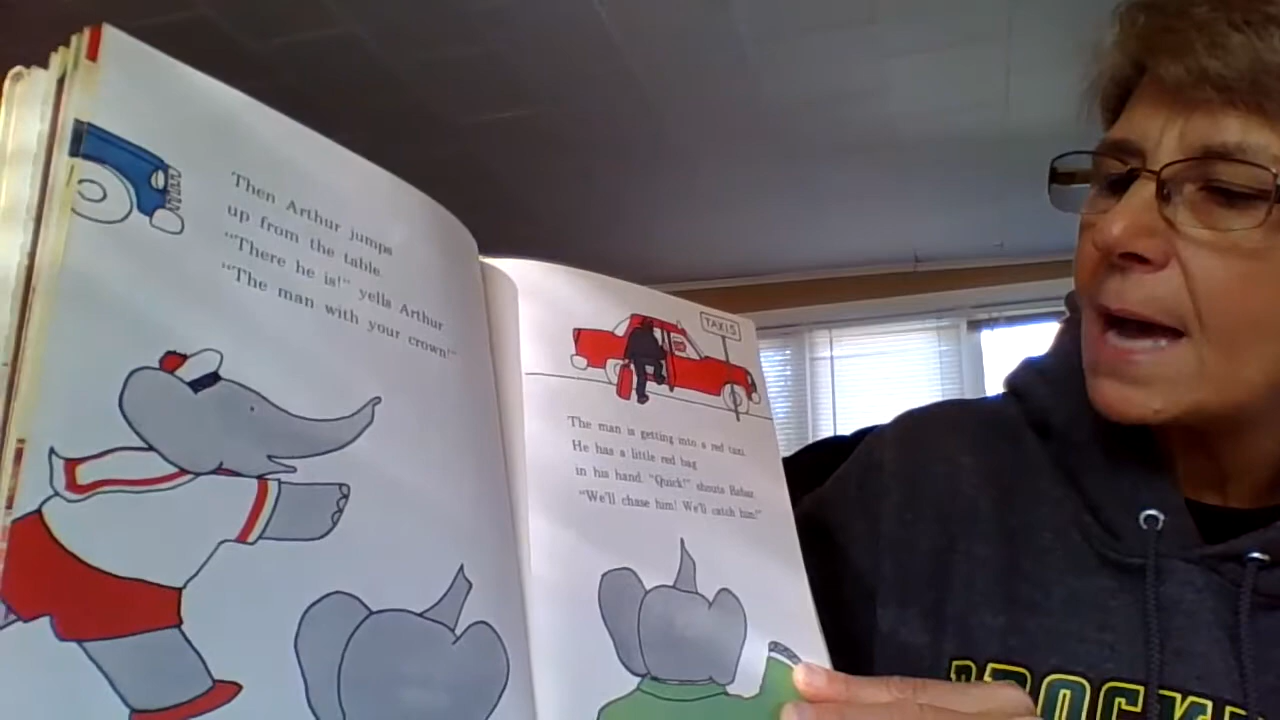 Then Arthur jumps
up from the table.
"There he is!" yells Arthur
"The man with your crown!"
TAXIS
The man is getting into a red taxi.
He has a little red bag
in his hand. "Quick!" shouts Babar.
"We'll chase him! We'll catch him!"